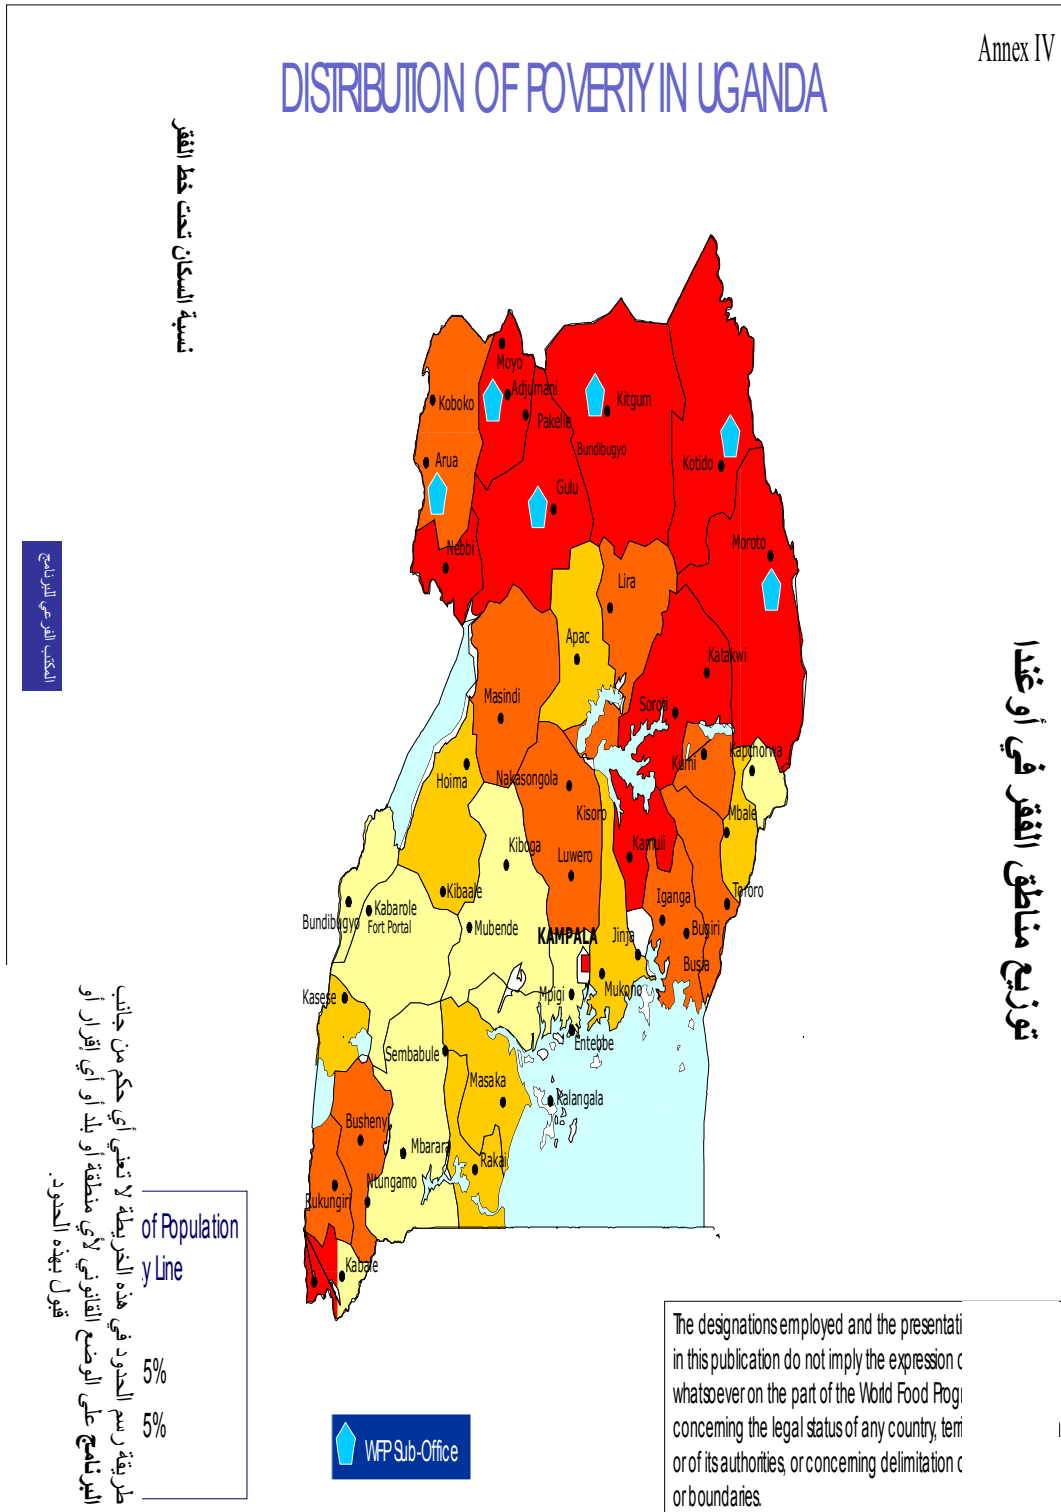 Annex IV
DISTRIBUTION OF POVERTY IN UGANDA
نسبة السكان تحت خط الفقر
توزيع مناطق الفقر في أوغندا
المكتب الفرعي للبرنامج
Moyo
Adjumani
Koboko
Pakelle
Kitgum
Bundibugyo
Arua
Kotido
Gulu
Nebbi
Moroto
Lira
Apac
Katakwi
Masindi
Soroti
Kapchorwa
Kumi
Hoima
Nakasongola
Kisoro
Mbale
Kiboga
Kamuli
Luwero
Kibaale
Iganga
Tororo
Kabarole
Fort Portal
Bundibugyo
Mubende
KAMPALA
Jinja
Bugiri
Busia
Kasese
Mpigi
Mukono
Entebbe
Sembabule
Masaka
Kalangala
Bushenyi
Mbarara
Rakai
Ntungamo
Rukungiri
Kabale
طريقة رسم الحدود في هذه الخريطة لا تعني أي حكم من جانب
البرنامج على الوضع القانوني لأي منطقة أو بلد أو أي إقرار أو
قبول بهذه الحدود.
of Population
y Line
5%
5%
WFP Sub-Office
The designations employed and the presentati
in this publication do not imply the expression o
whatsoever on the part of the World Food Progr
concerning the legal status of any country, terri
or of its authorities, or concerning delimitation o
or boundaries.